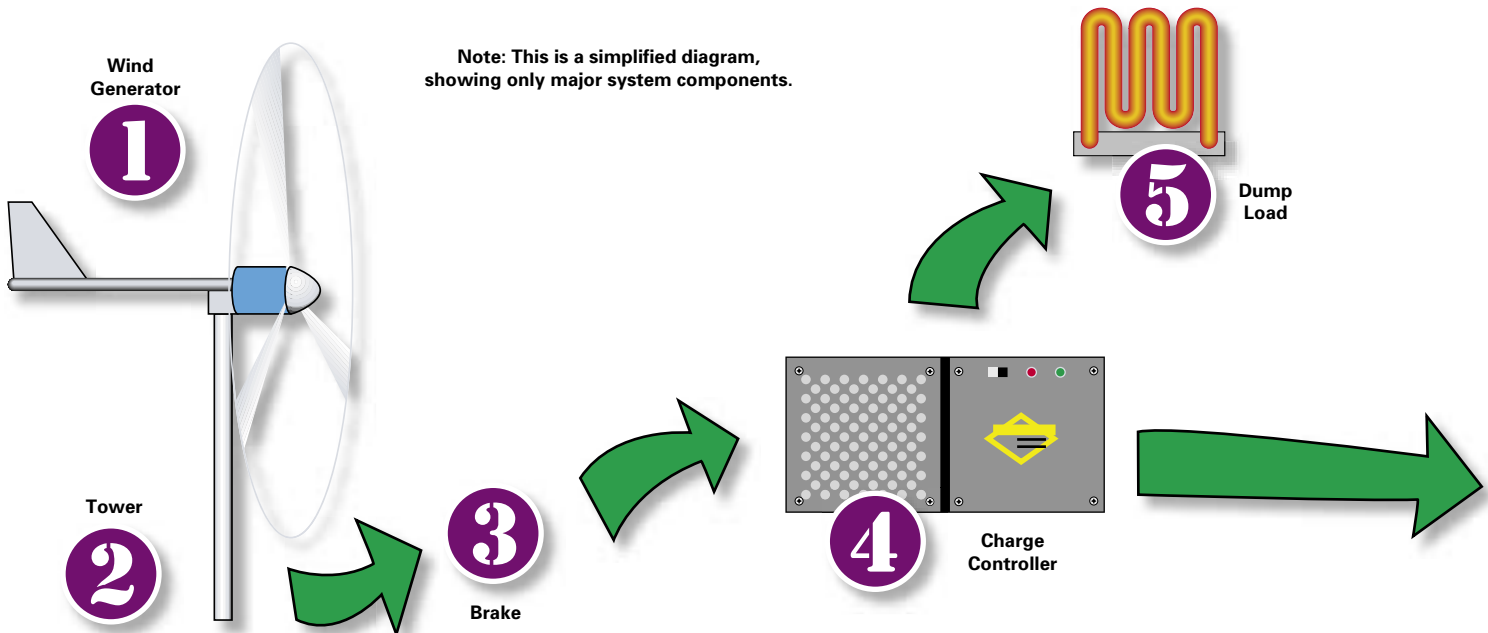 Wind
Generator
1
Note: This is a simplified diagram,
showing only major system components.
5
Dump
Load
Tower
2
3
Brake
4
Charge
Controller